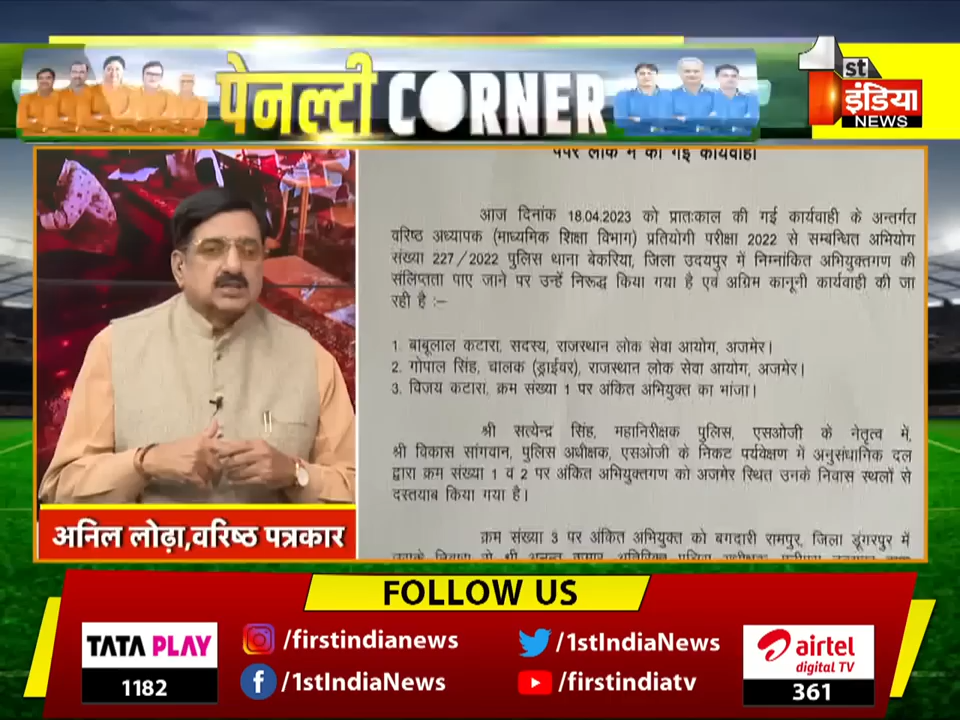 पेनल्टी CORNER
1st
इंडिया
NEWS
पेपर लीक में की गई कार्यवाही
आज दिनांक 18.04.2023 को प्रातःकाल की गई कार्यवाही के अन्तर्गत
वरिष्ठ अध्यापक (माध्यमिक शिक्षा विभाग) प्रतियोगी परीक्षा 2022 से सम्बन्धित अभियोग
संख्या 227/2022 पुलिस थाना बेकरिया, जिला उदयपुर में निम्नांकित अभियुक्तगण की
संलिप्तता पाए जाने पर उन्हें निरूद्ध किया गया है एवं अग्रिम कानूनी कार्यवाही की जा
रही है :–
1. बाबूलाल कटारा, सदस्य, राजस्थान लोक सेवा आयोग, अजमेर।
2. गोपाल सिंह, चालक (ड्राईवर), राजस्थान लोक सेवा आयोग, अजमेर।
3. विजय कटारा, क्रम संख्या 1 पर अंकित अभियुक्त का भांजा।
श्री सत्येन्द्र सिंह, महानिरीक्षक पुलिस, एसओजी के नेतृत्व में,
श्री विकास सांगवान, पुलिस अधीक्षक, एसओजी के निकट पर्यवेक्षण में अनुसंधानिक दल
द्वारा क्रम संख्या 1 व 2 पर अंकित अभियुक्तगण को अजमेर स्थित उनके निवास स्थलों से
दस्तयाब किया गया है।
क्रम संख्या 3 पर अंकित अभियुक्त को बगदारी रामपुर, जिला डूंगरपुर में
अनिल लोढ़ा,वरिष्ठ पत्रकार
FOLLOW US
TATA PLAY
1182
/firstindianews
/1stIndiaNews
/1stIndiaNews
/firstindiatv
airtel
digital TV
361